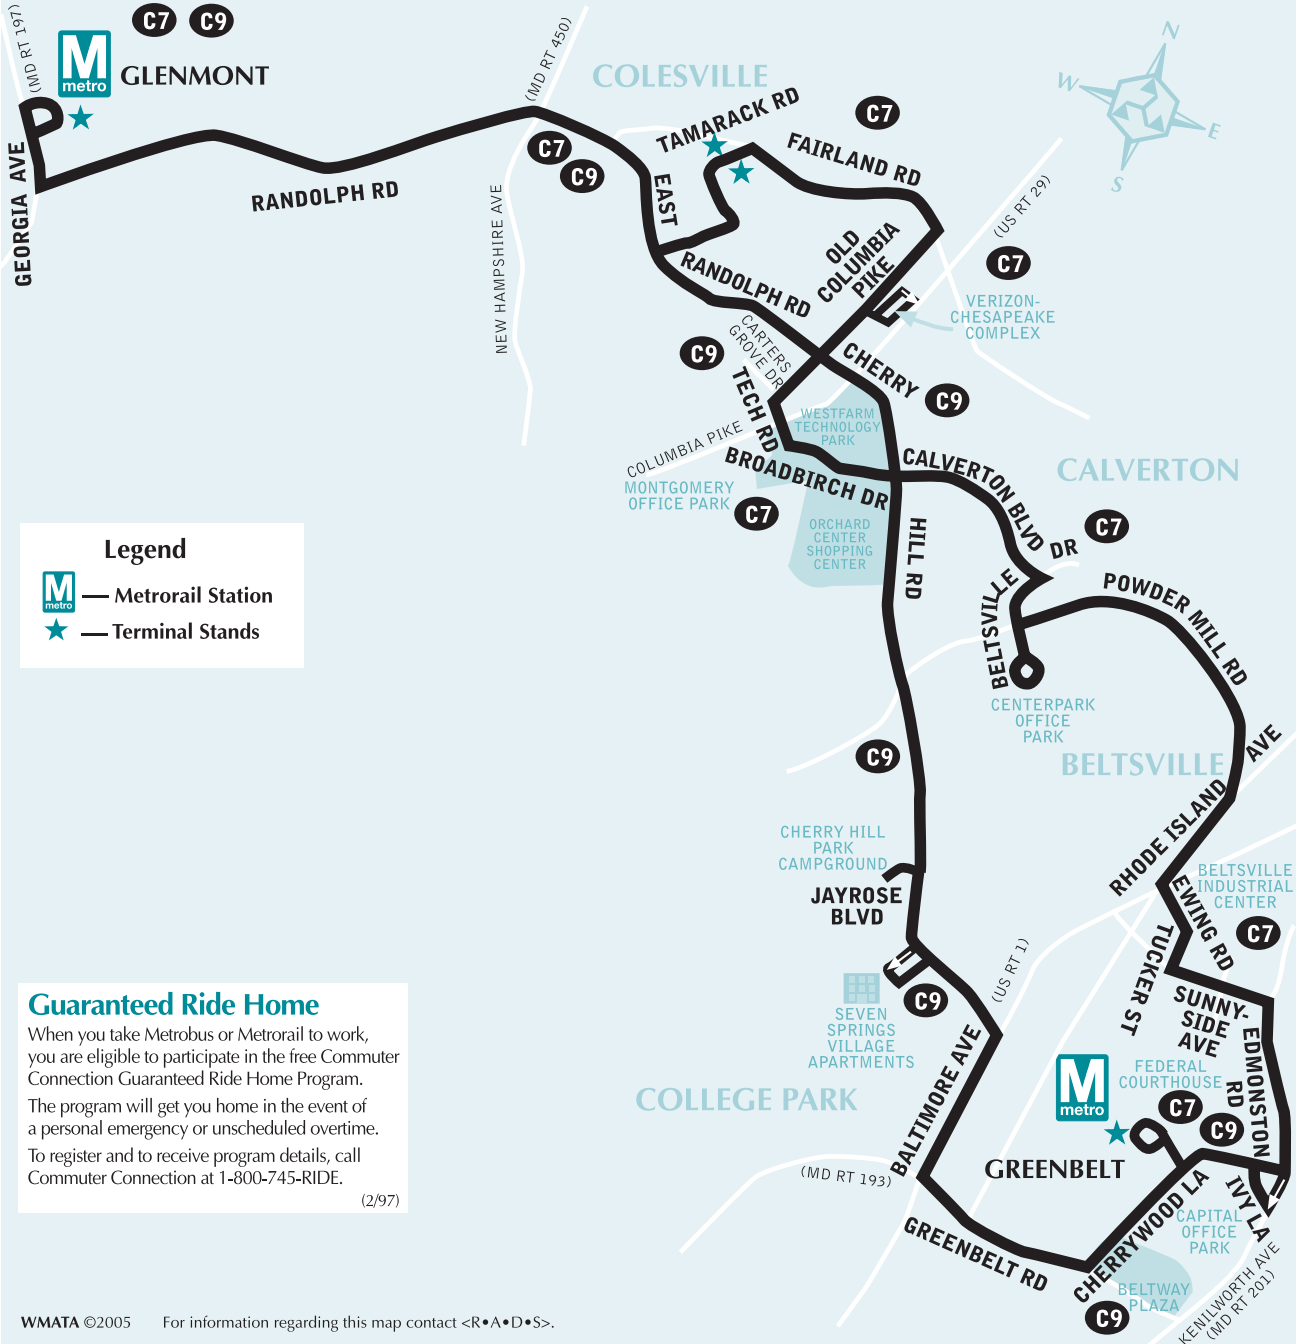 (MD RT 197)
C7
C9
M
metro
GLENMONT
GEORGIA AVE
RANDOLPH RD
(MD RT 450)
NEW HAMPSHIRE AVE
C7
C9
COLESVILLE
TAMARACK RD
C7
FAIRLAND RD
EAST
RANDOLPH RD
OLD
COLUMBIA
PIKE
(US RT 29)
N
W
E
S
C7
VERIZON-
CHESAPEAKE
COMPLEX
CARTERS
GROVE DR
C9
CHERRY
C9
TECH RD
WESTFARM
TECHNOLOGY
PARK
COLUMBIA PIKE
BROADBIRCH DR
MONTGOMERY
OFFICE PARK
C7
CALVERTON BLVD
CALVERTON
ORCHARD
CENTER
SHOPPING
CENTER
HILL RD
C7
BELTSVILLE DR
POWDER MILL RD
CENTERPARK
OFFICE
PARK
BELTSVILLE
C9
RHODE ISLAND AVE
Legend
M
metro
— Metrorail Station
— Terminal Stands
CHERRY HILL
PARK
CAMPGROUND
JAYROSE
BLVD
BELTSVILLE
INDUSTRIAL
CENTER
C7
EWING RD
TUCKER ST
SUNNY-
SIDE
AVE
EDMONSTON
RD
(US RT 1)
C9
SEVEN
SPRINGS
VILLAGE
APARTMENTS
COLLEGE PARK
BALTIMORE AVE
M
metro
FEDERAL
COURTHOUSE
C7
C9
GREENBELT
(MD RT 193)
GREENBELT RD
CHERRYWOOD LA
IVY LA
CAPITAL
OFFICE
PARK
BELTWAY
PLAZA
C9
KENILWORTH AVE
(MD RT 201)
Guaranteed Ride Home
When you take Metrobus or Metrorail to work,
you are eligible to participate in the free Commuter
Connection Guaranteed Ride Home Program.
The program will get you home in the event of
a personal emergency or unscheduled overtime.
To register and to receive program details, call
Commuter Connection at 1-800-745-RIDE.
(2/97)
WMATA ©2005 For information regarding this map contact <R•A•D•S>.